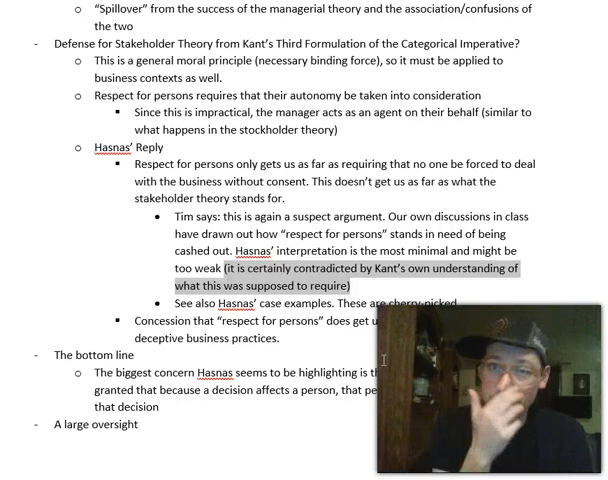 o "Spillover" from the success of the managerial theory and the association/confusions of
the two
- Defense for Stakeholder Theory from Kant's Third Formulation of the Categorical Imperative?
o This is a general moral principle (necessary binding force), so it must be applied to
business contexts as well.
o Respect for persons requires that their autonomy be taken into consideration
▪ Since this is impractical, the manager acts as an agent on their behalf (similar to
what happens in the stockholder theory)
o Hasnas' Reply
▪ Respect for persons only gets us as far as requiring that no one be forced to deal
with the business without consent. This doesn't get us as far as what the
stakeholder theory stands for.
• Tim says: this is again a suspect argument. Our own discussions in class
have drawn out how "respect for persons" stands in need of being
cashed out. Hasnas' interpretation is the most minimal and might be
too weak (it is certainly contradicted by Kant's own understanding of
what this was supposed to require)
• See also Hasnas' case examples. These are cherry-picked
▪ Concession that "respect for persons" does get u
deceptive business practices.
- The bottom line
o The biggest concern Hasnas seems to be highlighting is th
granted that because a decision affects a person, that pe
that decision
- A large oversight